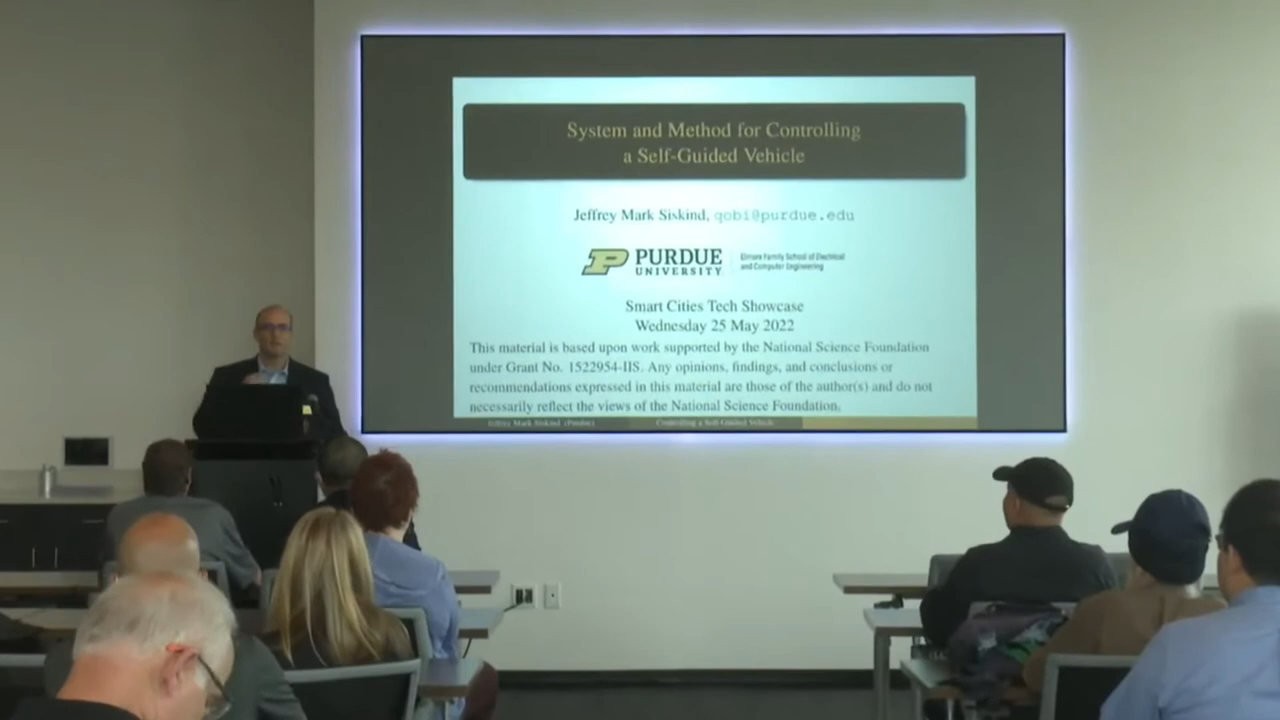 System and Method for Controlling
a Self-Guided Vehicle
Jeffrey Mark Siskind, qobi@purdue.edu
PURDUE
UNIVERSITY
Elmore Family School of Electrical
and Computer Engineering
Smart Cities Tech Showcase
Wednesday 25 May 2022
This material is based upon work supported by the National Science Foundation
under Grant No. 1522954-IIS. Any opinions, findings, and conclusions or
recommendations expressed in this material are those of the author(s) and do not
necessarily reflect the views of the National Science Foundation.
Jeffrey Mark Siskind (Purdue) Controlling a Self-Guided Vehicle